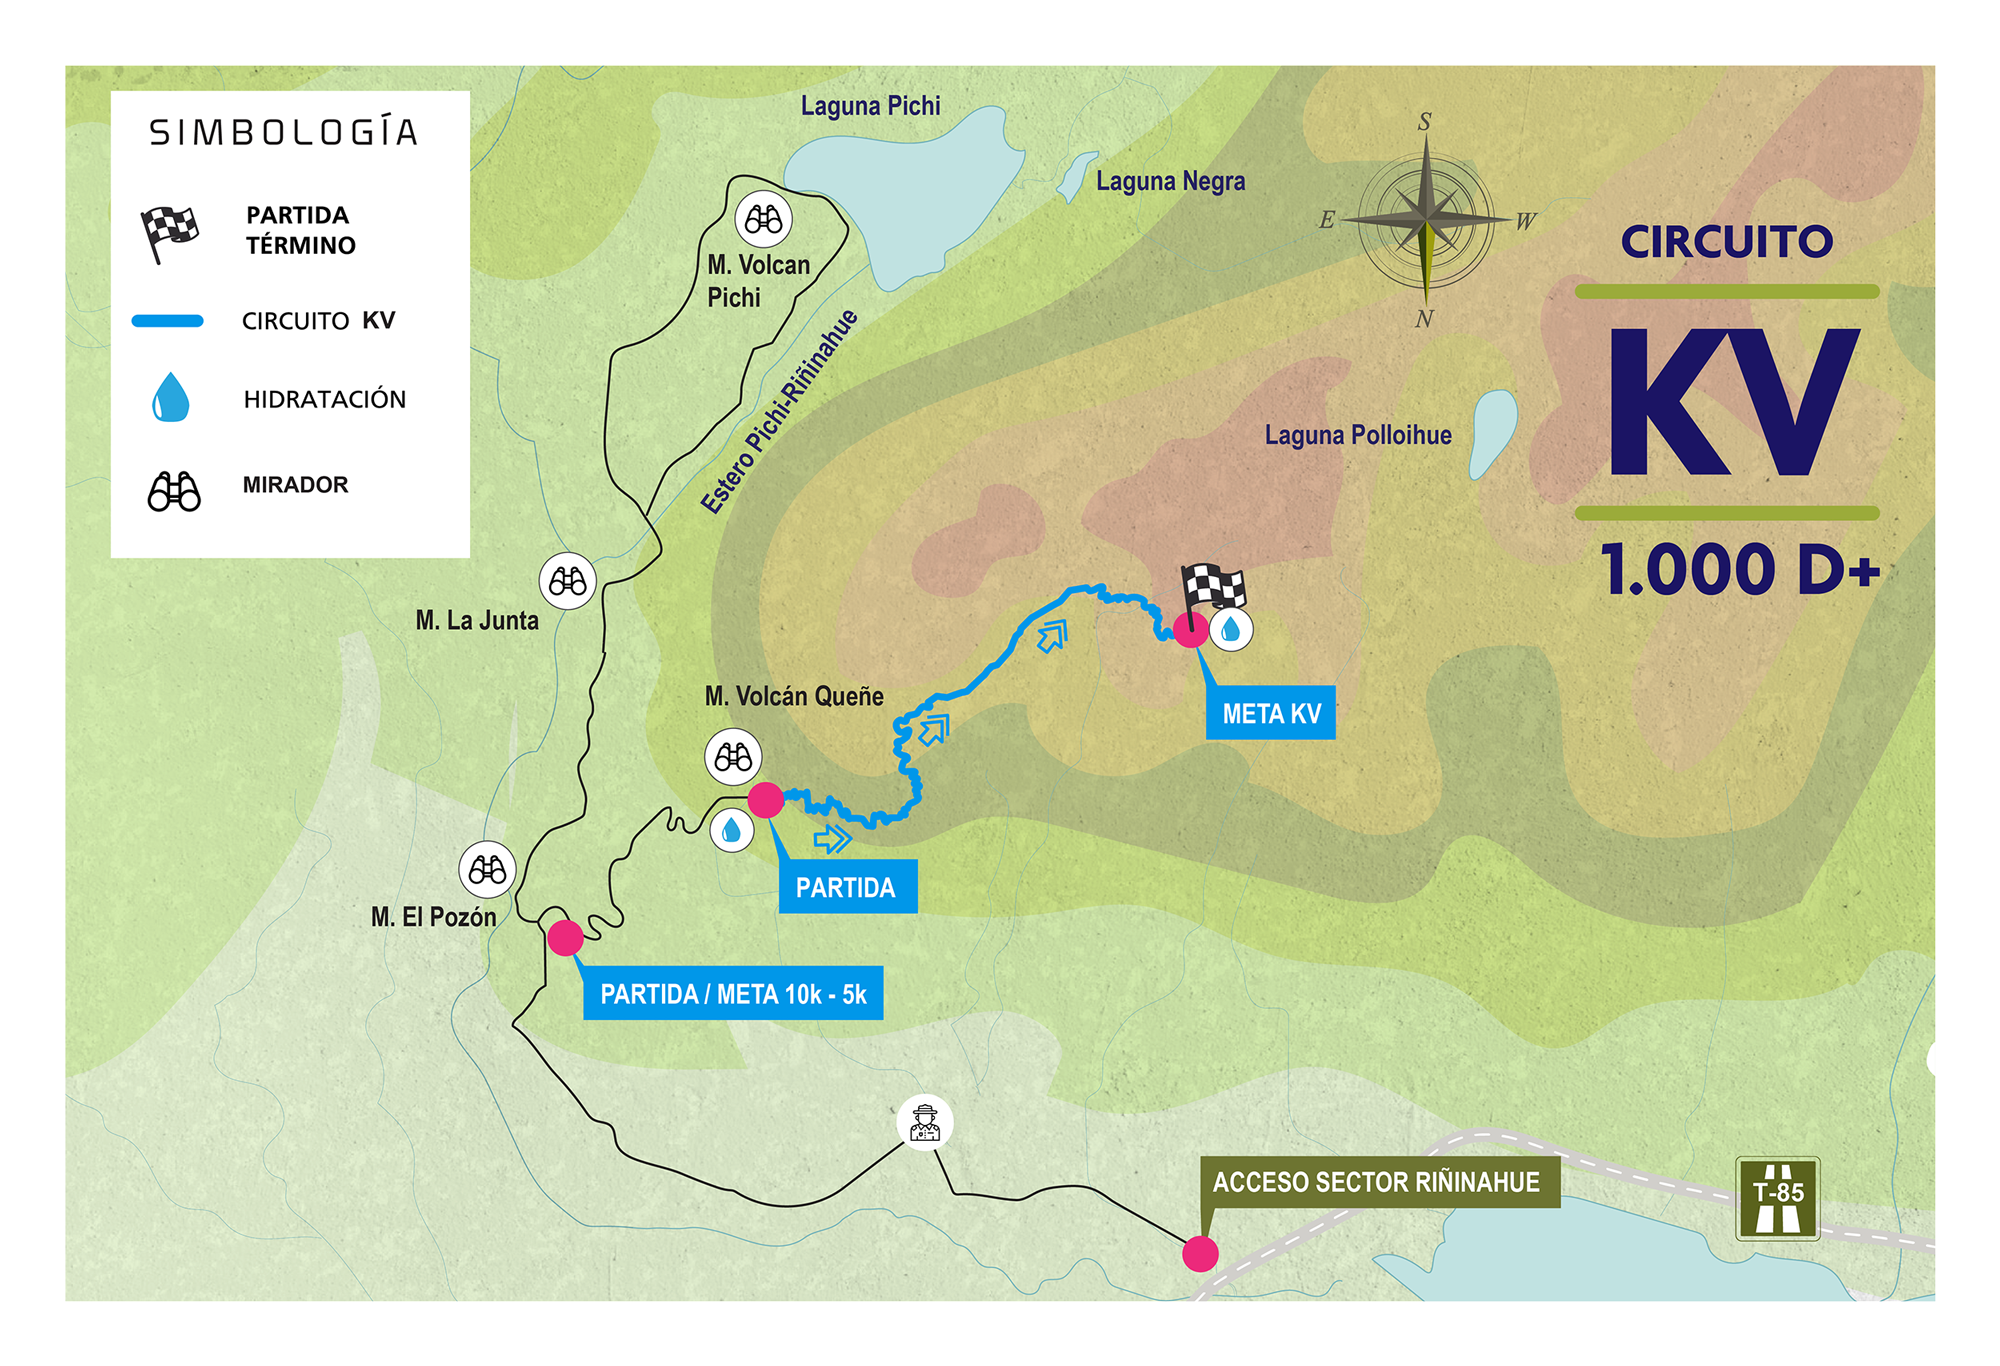 SIMBOLOGÍA
PARTIDA
TÉRMINO
CIRCUITO KV
HIDRATACIÓN
MIRADOR
Laguna Pichi
Laguna Negra
M. Volcan
Pichi
Estero Pichi-Riñinahue
S
E
W
N
CIRCUITO
KV
1.000 D+
Laguna Polloihue
M. La Junta
M. Volcán Queñe
META KV
PARTIDA
M. El Pozón
PARTIDA / META 10k - 5k
ACCESO SECTOR RIÑINAHUE
T-85